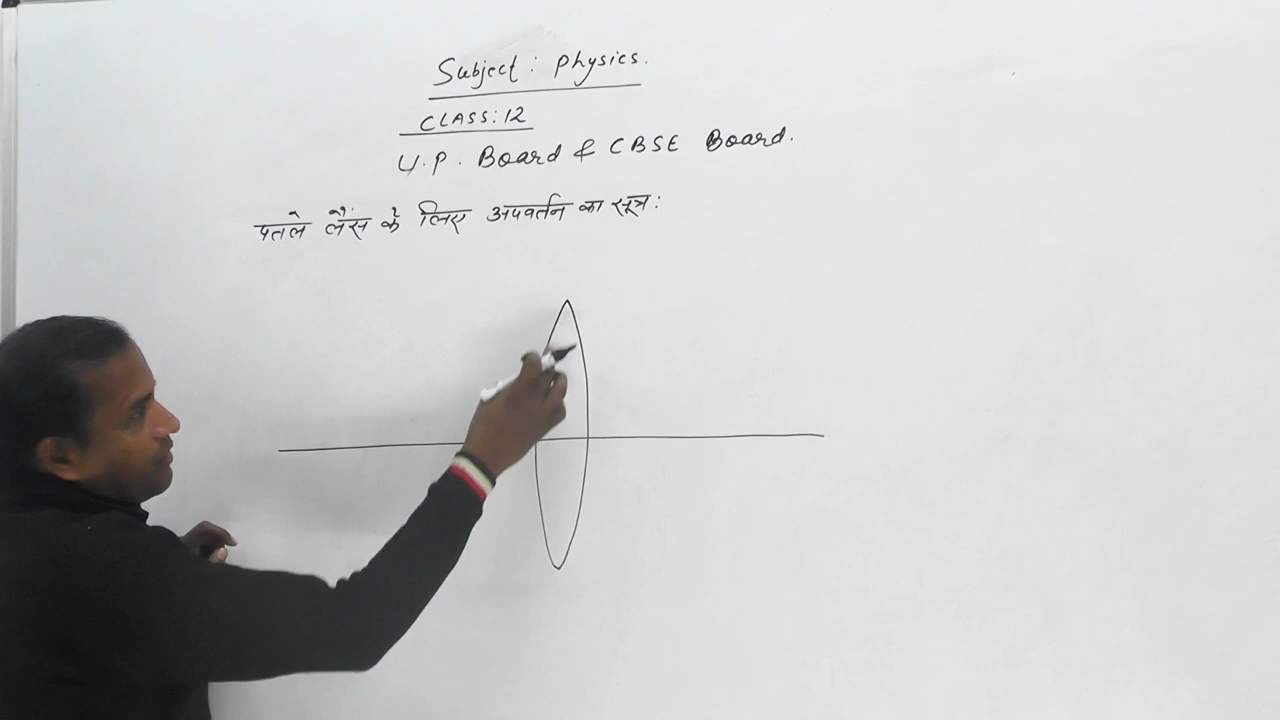 Subject: Physics.
CLASS: 12
U.P. Board & CBSE Board.
पतले लैंस के लिए अपवर्तन का सूत्र: